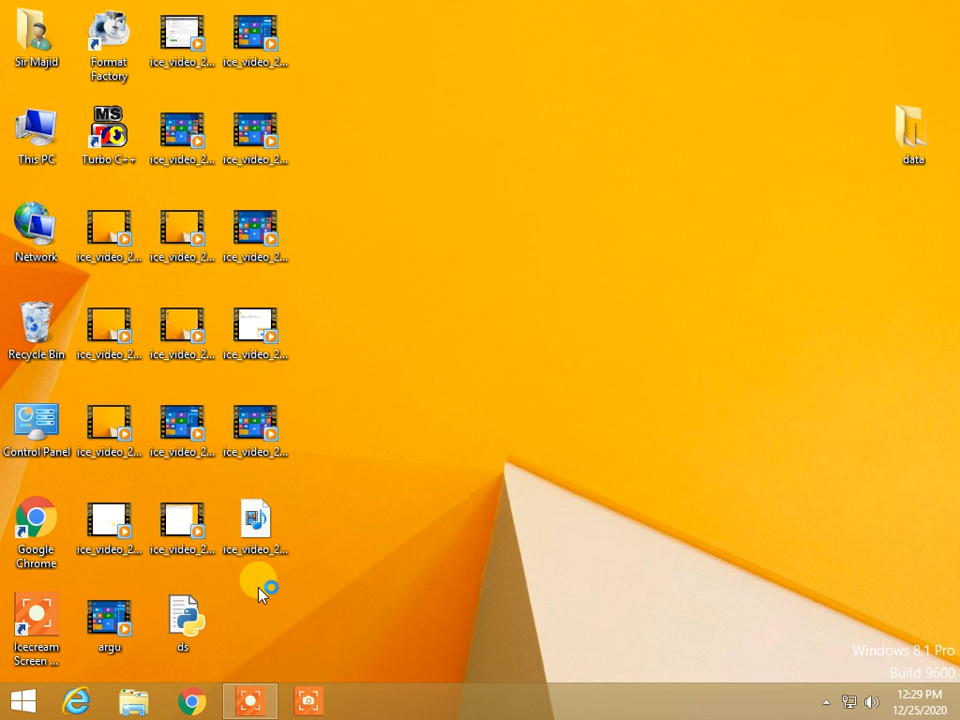 Sir Majid
Format
Factory
ice_video_2...
ice_video_2...
This PC
MS
Turbo C++
ice_video_2...
ice_video_2...
data
Network
ice_video_2...
ice_video_2...
ice_video_2...
Recycle Bin
ice_video_2...
ice_video_2...
ice_video_2...
Control Panel
ice_video_2...
ice_video_2...
ice_video_2...
Google
Chrome
ice_video_2...
ice_video_2...
ice_video_2...
Icecream
Screen ...
argu
ds
Windows 8.1 Pro
Build 9600
12:29 PM
12/25/2020